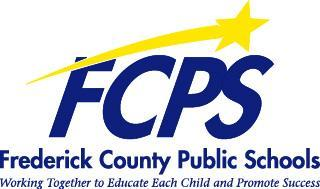 FCPS
Frederick County Public Schools
Working Together to Educate Each Child and Promote Success